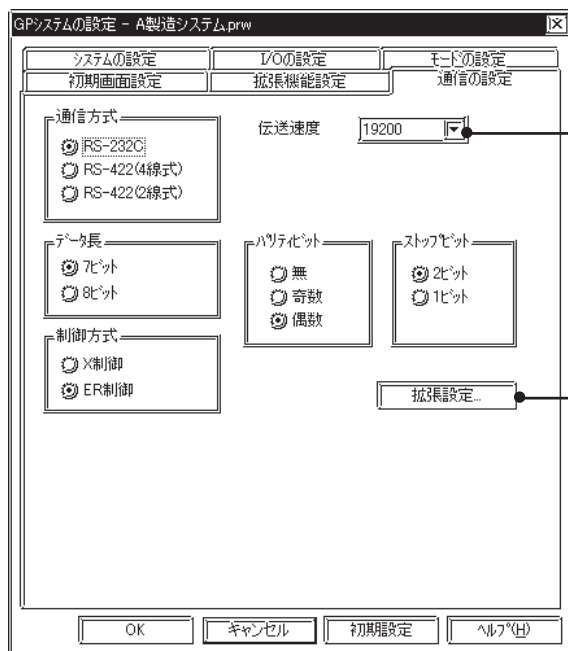 GPシステムの設定 - A製造システム.prw
システムの設定 I/Oの設定 モードの設定
初期画面設定 拡張機能設定 通信の設定
通信方式
RS-232C
RS-422(4線式)
RS-422(2線式)
伝送速度 19200
データ長
7ビット
8ビット
パリティビット
無
奇数
偶数
ストップビット
2ビット
1ビット
制御方式
X制御
ER制御
拡張設定...
OK キャンセル 初期設定 ヘルプ(H)